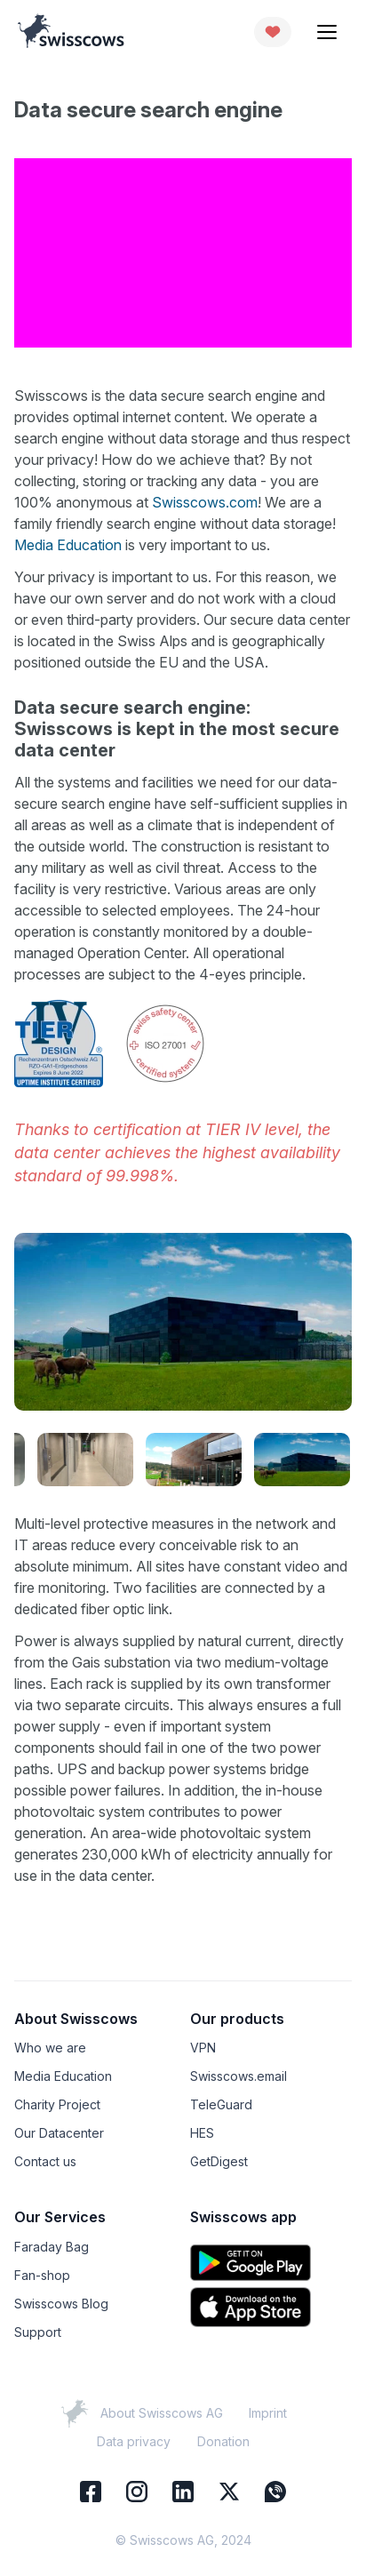 swisscows
Data secure search engine
Swisscows is the data secure search engine and
provides optimal internet content. We operate a
search engine without data storage and thus respect
your privacy! How do we achieve that? By not
collecting, storing or tracking any data - you are
100% anonymous at Swisscows.com! We are a
family friendly search engine without data storage!
Media Education is very important to us.
Your privacy is important to us. For this reason, we
have our own server and do not work with a cloud
or even third-party providers. Our secure data center
is located in the Swiss Alps and is geographically
positioned outside the EU and the USA.
Data secure search engine:
Swisscows is kept in the most secure
data center
All the systems and facilities we need for our data-
secure search engine have self-sufficient supplies in
all areas as well as a climate that is independent of
the outside world. The construction is resistant to
any military as well as civil threat. Access to the
facility is very restrictive. Various areas are only
accessible to selected employees. The 24-hour
operation is constantly monitored by a double-
managed Operation Center. All operational
processes are subject to the 4-eyes principle.
IV
TIER
DESIGN
Rechenzentrum Ostschweiz AG
RZO-GA1-Erdgeschoss
Expires 8 June 2022
UPTIME INSTITUTE CERTIFIED
®
swiss safety center
ISO 27001
certified system
Thanks to certification at TIER IV level, the
data center achieves the highest availability
standard of 99.998%.
Multi-level protective measures in the network and
IT areas reduce every conceivable risk to an
absolute minimum. All sites have constant video and
fire monitoring. Two facilities are connected by a
dedicated fiber optic link.
Power is always supplied by natural current, directly
from the Gais substation via two medium-voltage
lines. Each rack is supplied by its own transformer
via two separate circuits. This always ensures a full
power supply - even if important system
components should fail in one of the two power
paths. UPS and backup power systems bridge
possible power failures. In addition, the in-house
photovoltaic system contributes to power
generation. An area-wide photovoltaic system
generates 230,000 kWh of electricity annually for
use in the data center.
About Swisscows
Who we are
Media Education
Charity Project
Our Datacenter
Contact us
Our products
VPN
Swisscows.email
TeleGuard
HES
GetDigest
Our Services
Faraday Bag
Fan-shop
Swisscows Blog
Support
Swisscows app
GET IT ON
Google Play
Download on the
App Store
About Swisscows AG Imprint
Data privacy Donation
© Swisscows AG, 2024